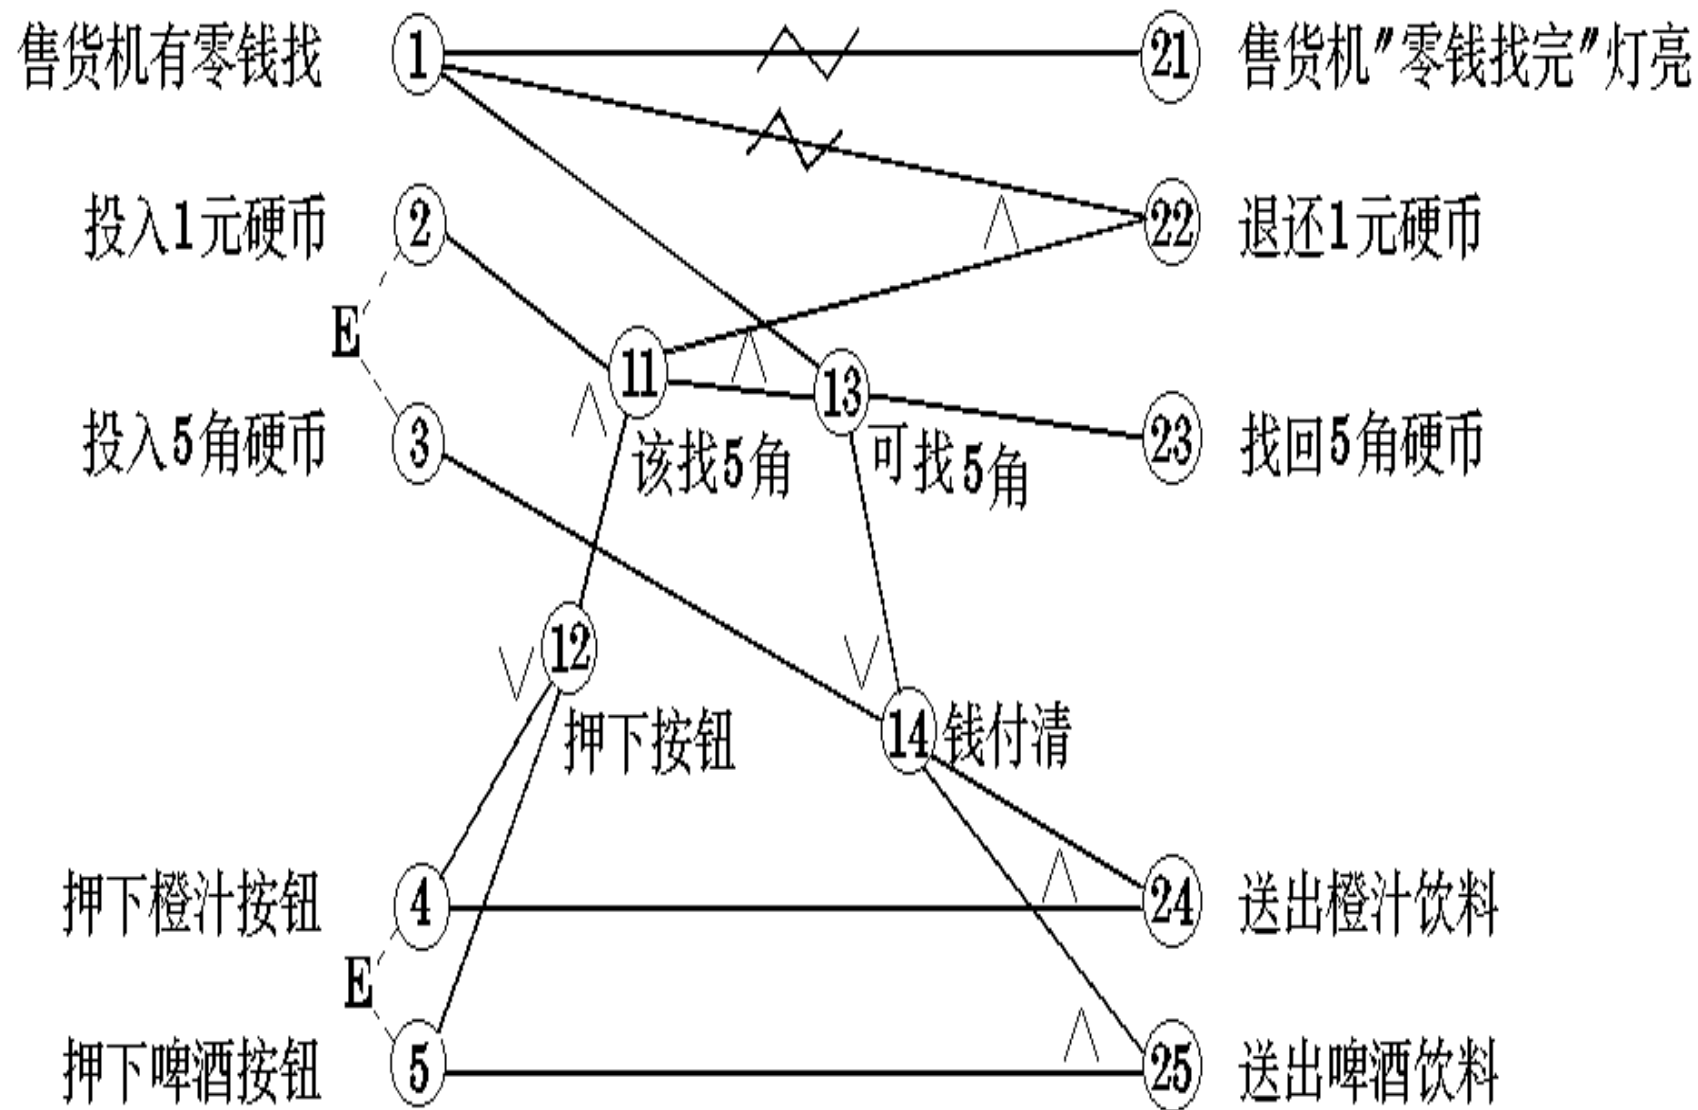 售货机有零钱找 1 21 售货机"零钱找完"灯亮
投入1元硬币 2 22 退还1元硬币
E
11 13
投入5角硬币 3 该找5角 可找5角 23 找回5角硬币
12
押下按钮 14 钱付清
押下橙汁按钮 4 24 送出橙汁饮料
E
押下啤酒按钮 5 25 送出啤酒饮料